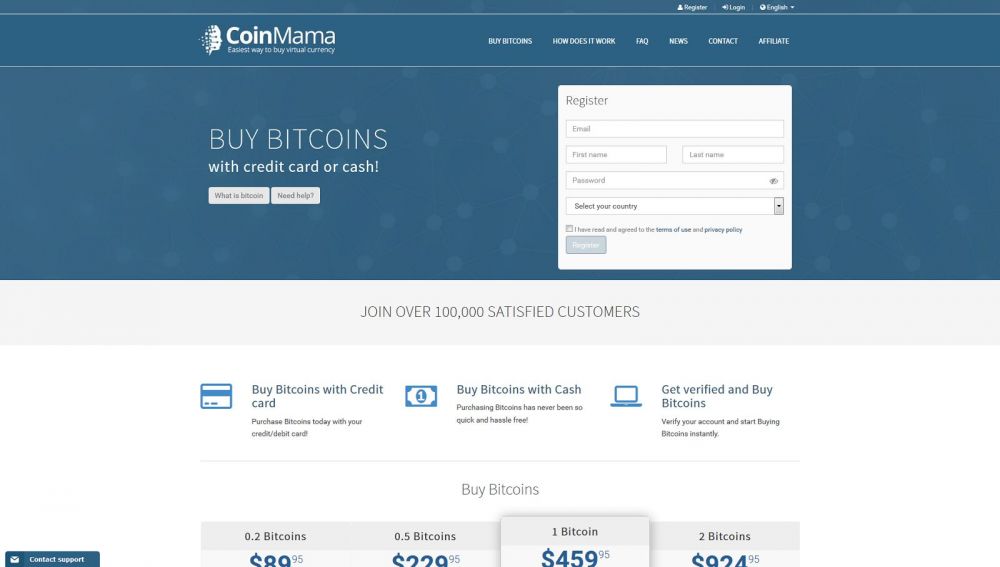 Register Login English
CoinMama
Easiest way to buy virtual currency
BUY BITCOINS HOW DOES IT WORK FAQ NEWS CONTACT AFFILIATE
BUY BITCOINS
with credit card or cash!
What is bitcoin Need help?
Register
Email
First name Last name
Password
Select your country
I have read and agreed to the terms of use and privacy policy
Register
JOIN OVER 100,000 SATISFIED CUSTOMERS
Buy Bitcoins with Credit
card
Purchase Bitcoins today with your
credit/debit card!
Buy Bitcoins with Cash
Purchasing Bitcoins has never been so
quick and hassle free!
Get verified and Buy
Bitcoins
Verify your account and start Buying
Bitcoins instantly.
Buy Bitcoins
0.2 Bitcoins 0.5 Bitcoins 1 Bitcoin 2 Bitcoins
$89.95 $229.95 $459.95 $924.95
Contact support